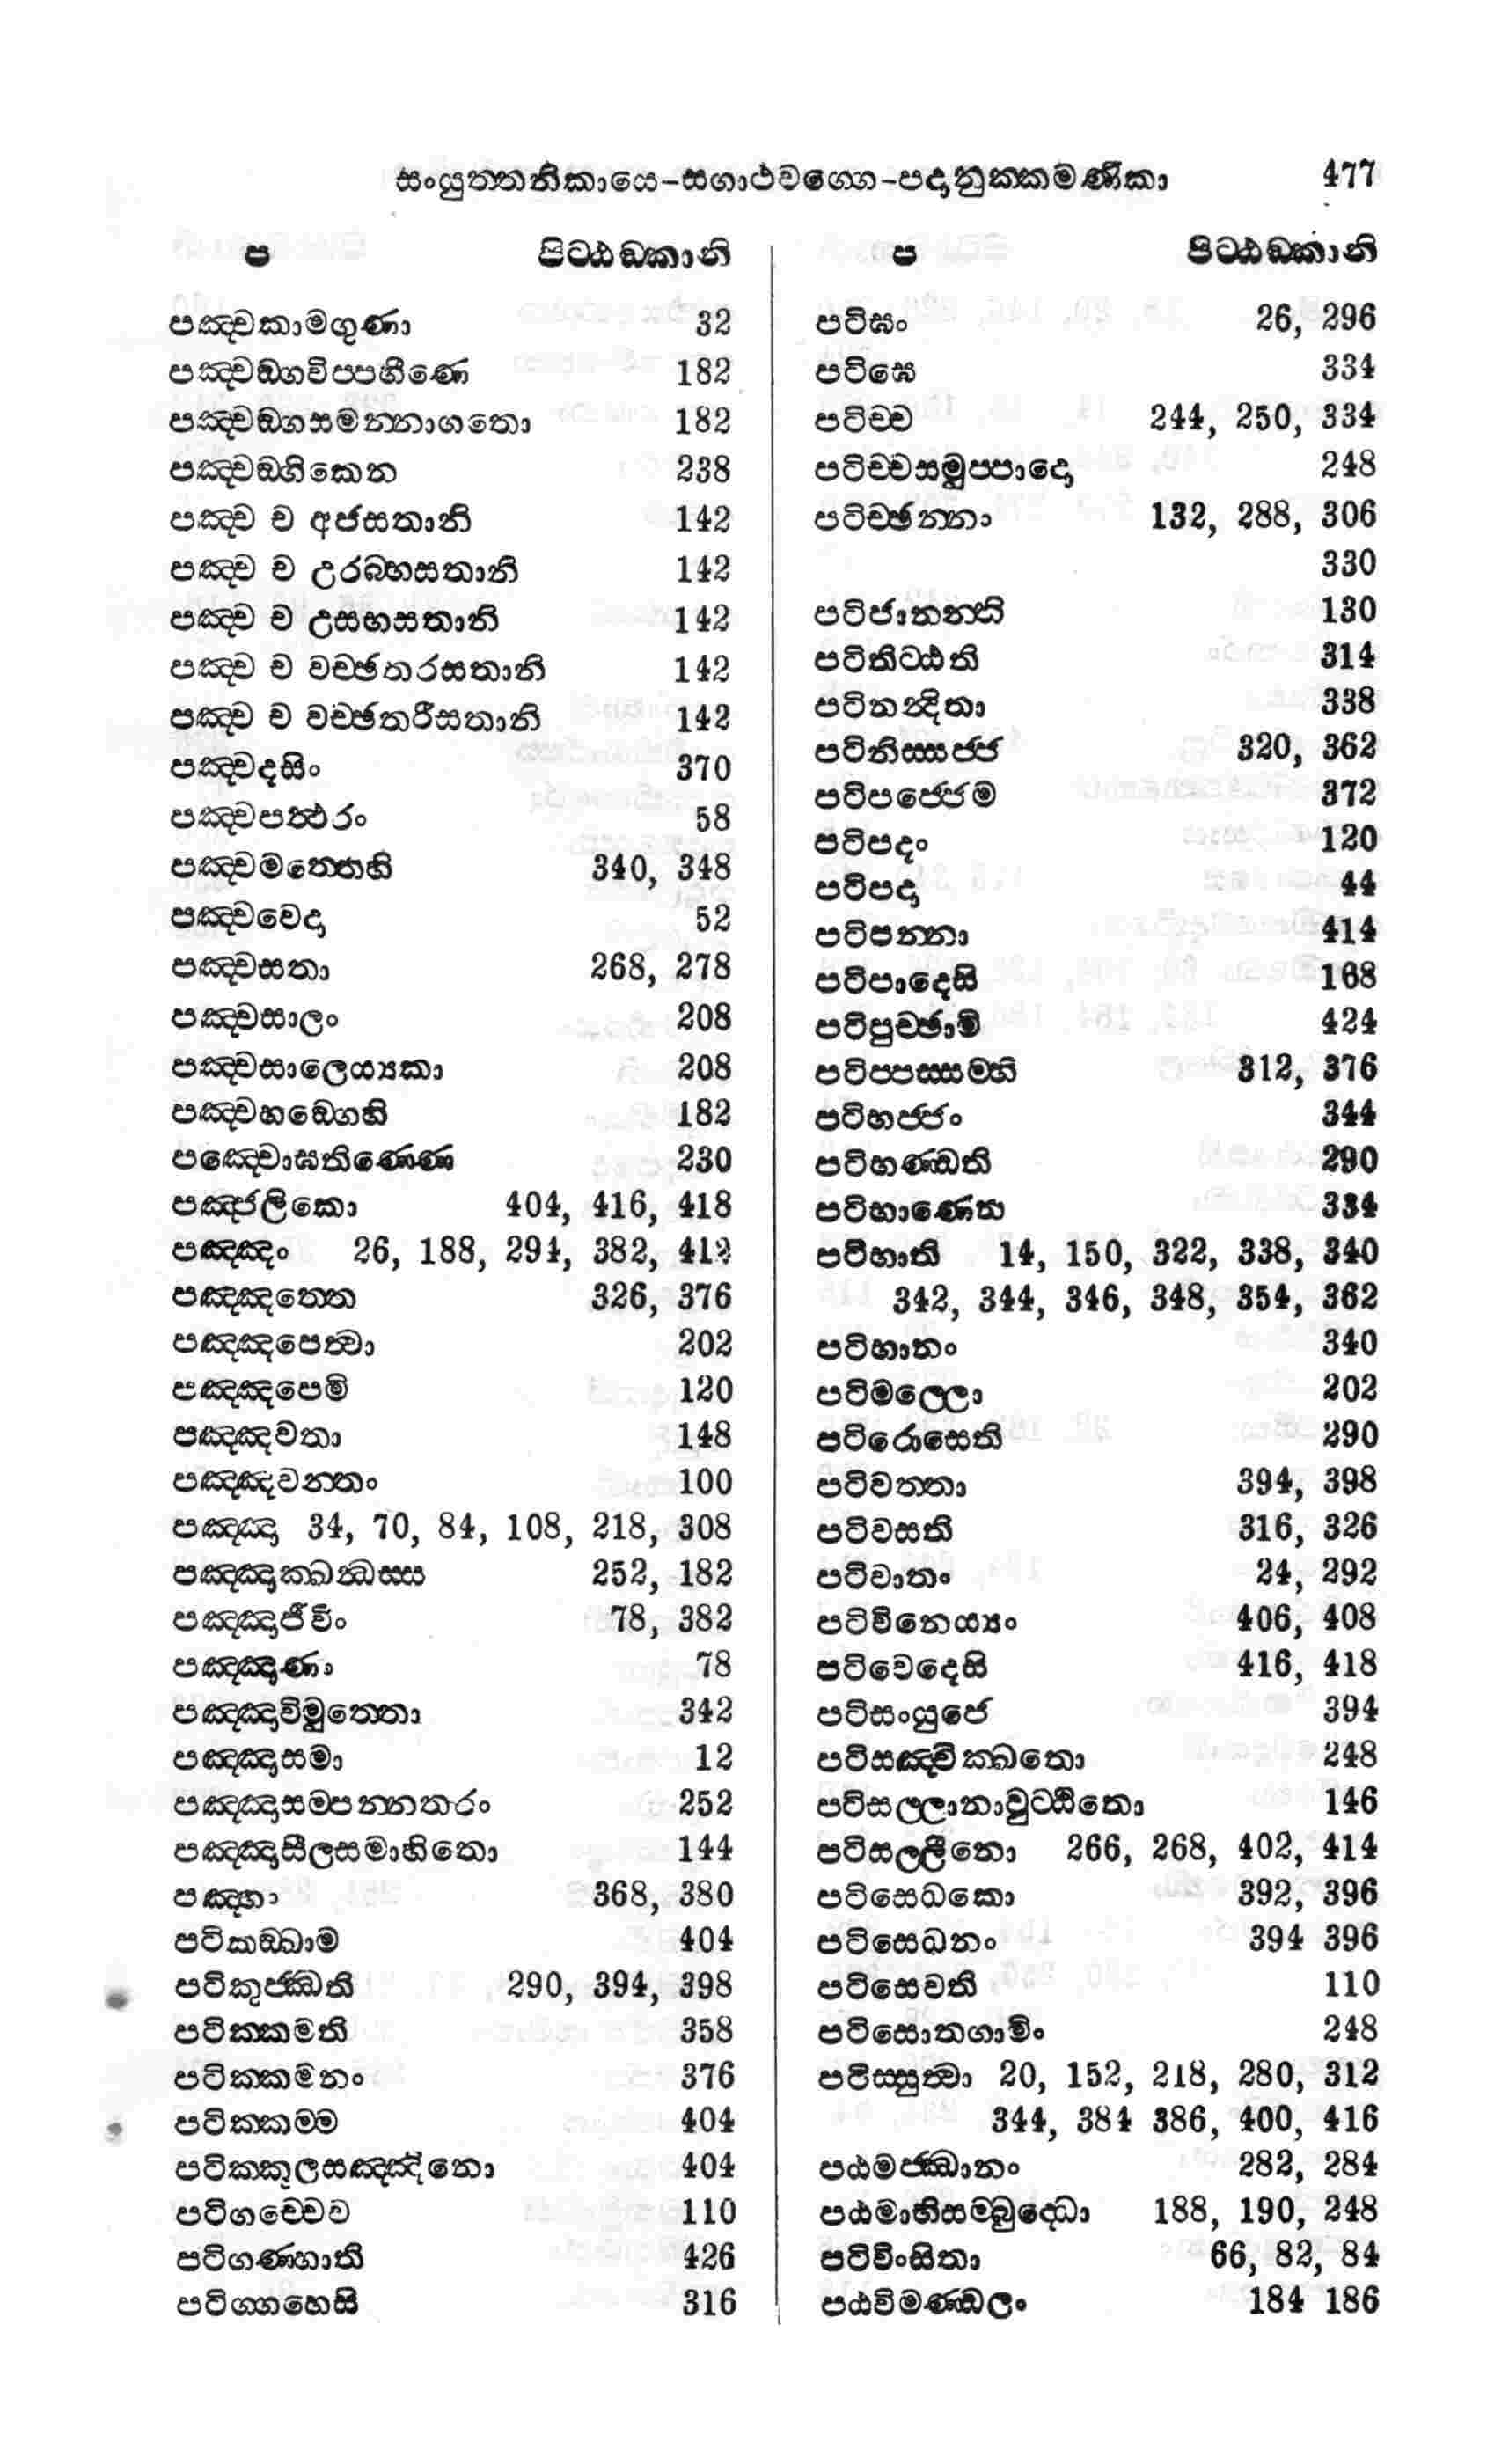 සංයුත්තනිකායෙ-සගාථවග්ගෙ-පදානුක්කමණිකා 477
ප පිට්ඨඞ්කානි
පඤ්චකාමගුණා 32
පඤ්චඞ්ගවිප්පහීණෙ 182
පඤ්චඞ්ගසමන්නාගතො 182
පඤ්චඞ්ගිකෙන 238
පඤ්ච ච අජසතානි 142
පඤ්ච ච උරබ්භසතානි 142
පඤ්ච ච උසභසතානි 142
පඤ්ච ච වච්ඡතරසතානි 142
පඤ්ච ච වච්ඡතරීසතානි 142
පඤ්චදසිං 370
පඤ්චපත්ථරං 58
පඤ්චමත්තෙහි 340, 348
පඤ්චවෙදා 52
පඤ්චසතා 268, 278
පඤ්චසාලං 208
පඤ්චසාලෙය්‍යකා 208
පඤ්චහඞ්ගෙහි 182
පඤ්චොඝතිණ්ණෙ 230
පඤ්ජලිකො 404, 416, 418
පඤ්ඤං 26, 188, 294, 382, 412
පඤ්ඤත්තෙ 326, 376
පඤ්ඤපෙත්වා 202
පඤ්ඤපෙමි 120
පඤ්ඤවතා 148
පඤ්ඤවන්තං 100
පඤ්ඤා 34, 70, 84, 108, 218, 308
පඤ්ඤාක්ඛන්ධස්ස 252, 182
පඤ්ඤාජීවිං 78, 382
පඤ්ඤාණා 78
පඤ්ඤාවිමුත්තො 342
පඤ්ඤාසමා 12
පඤ්ඤාසම්පන්නතරං 252
පඤ්ඤාසීලසමාහිතො 144
පඤ්හා 368, 380
පටිකඞ්ඛාම 404
පටිකුජ්ඣති 290, 394, 398
පටික්කමති 358
පටික්කමනං 376
පටික්කම්ම 404
පටික්කූලසඤ්ඤිනො 404
පටිගච්චෙව 110
පටිගණ්හාති 426
පටිග්ගහෙසි 316
ප පිට්ඨඞ්කානි
පටිඝං 26, 296
පටිඝෙ 334
පටිච්ච 244, 250, 334
පටිච්චසමුප්පාදො 248
පටිච්ඡන්නා 132, 288, 306
330
පටිජානන්ති 130
පටිතිට්ඨති 314
පටිනන්දිතා 338
පටිනිස්සජ්ජ 320, 362
පටිපජ්ජෙම 372
පටිපදං 120
පටිපදා 44
පටිපන්නා 414
පටිපාදෙසි 168
පටිපුච්ඡාමි 424
පටිප්පස්සම්භි 312, 376
පටිභජ්ජං 344
පටිභණ්ඩති 290
පටිභාණෙන 334
පටිභාති 14, 150, 322, 338, 340
342, 344, 346, 348, 354, 362
පටිභානං 340
පටිමල්ලො 202
පටිරොසෙති 290
පටිවත්තා 394, 398
පටිවසති 316, 326
පටිවාතං 24, 292
පටිවිනෙය්‍යං 406, 408
පටිවෙදෙසි 416, 418
පටිසංයුජෙ 394
පටිසඤ්චික්ඛතො 248
පටිසල්ලානාවුට්ඨිතො 146
පටිසල්ලීනො 266, 268, 402, 414
පටිසෙධකො 392, 396
පටිසෙධනං 394 396
පටිසෙවති 110
පටිසොතගාමිං 248
පටිස්සුත්වා 20, 152, 218, 280, 312
344, 384 386, 400, 416
පඨමජ්ඣානං 282, 284
පඨමාභිසම්බුද්ධො 188, 190, 248
පටිවිංසිතා 66, 82, 84
පඨවිමණ්ඩලං 184 186